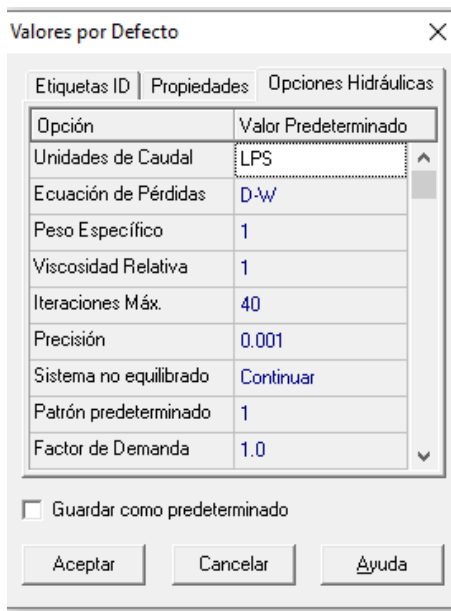 Valores por Defecto
Etiquetas ID Propiedades Opciones Hidráulicas
Opción Valor Predeterminado
Unidades de Caudal LPS
Ecuación de Pérdidas D-W
Peso Específico 1
Viscosidad Relativa 1
Iteraciones Máx. 40
Precisión 0.001
Sistema no equilibrado Continuar
Patrón predeterminado 1
Factor de Demanda 1.0
Guardar como predeterminado
Aceptar Cancelar Ayuda